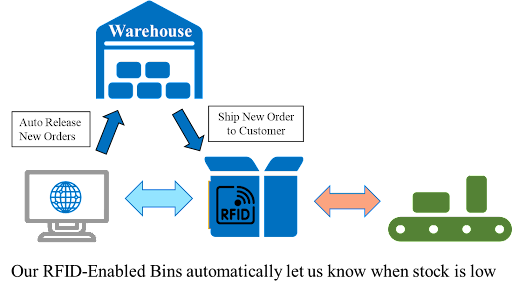 Warehouse
Auto Release
New Orders
Ship New Order
to Customer
RFID
Our RFID-Enabled Bins automatically let us know when stock is low